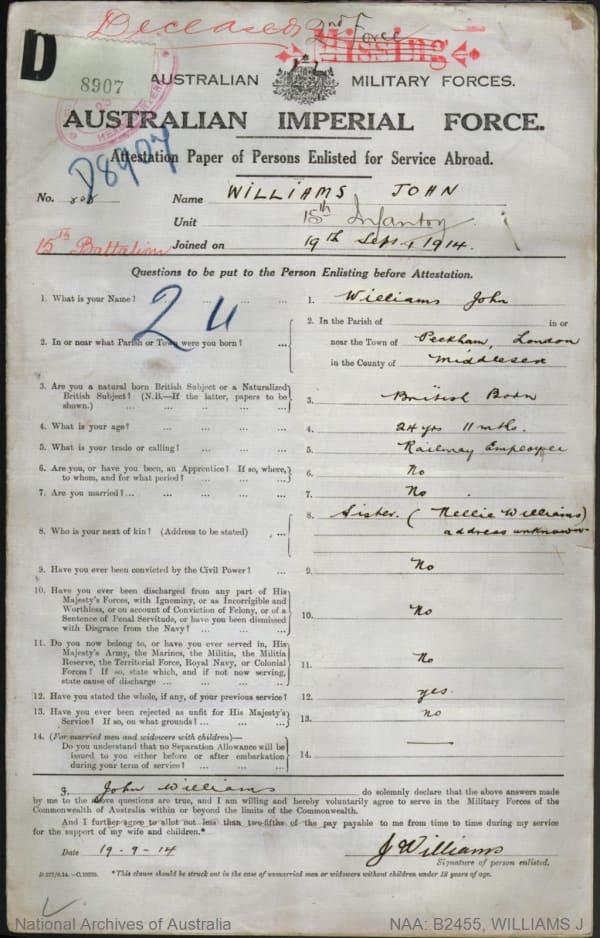 Deceased 2nd Force
Missing
D
8907
AUSTRALIAN MILITARY FORCES.
AUSTRALIAN IMPERIAL FORCE.
Attestation Paper of Persons Enlisted for Service Abroad.
D8907
No. 808 Name WILLIAMS JOHN
Unit 15th Infantry
15TH Battalion Joined on 19th Sept., 1914.
Questions to be put to the Person Enlisting before Attestation.
1. What is your Name? ... ... ... ... 1. Williams John
24
2. In or near what Parish or Town were you born? ... 2. In the Parish of in or
near the Town of Peckham, London
in the County of Middlesex
3. Are you a natural born British Subject or a Naturalized
British Subject? (N.B.—If the latter, papers to be
shown.) ... ... ... ... ... 3. British Born
4. What is your age? ... ... ... ... 4. 24 yrs 11 mths.
5. What is your trade or calling? ... ... ... 5. Railway Employee
6. Are you, or have you been, an Apprentice? If so, where,
to whom, and for what period? ... ... ... 6. No
7. Are you married?... ... ... ... ... 7. No.
8. Who is your next of kin? (Address to be stated) ... 8. Sister. (Nellie Williams)
address unknown
9. Have you ever been convicted by the Civil Power? ... 9. No
10. Have you ever been discharged from any part of His
Majesty's Forces, with Ignominy, or as Incorrigible and
Worthless, or on account of Conviction of Felony, or of a
Sentence of Penal Servitude, or have you been dismissed
with Disgrace from the Navy? ... ... ... 10. No
11. Do you now belong to, or have you ever served in, His
Majesty's Army, the Marines, the Militia, the Militia
Reserve, the Territorial Force, Royal Navy, or Colonial
Forces? If so, state which, and if not now serving,
state cause of discharge ... ... ... ... 11. No
12. Have you stated the whole, if any, of your previous service? 12. yes.
13. Have you ever been rejected as unfit for His Majesty's
Service? If so, on what grounds? ... ... ... 13. no
14. (For married men and widowers with children)—
Do you understand that no Separation Allowance will be
issued to you either before or after embarkation
during your term of service? ... ... ... 14. —
I, John Williams do solemnly declare that the above answers made
by me to the above questions are true, and I am willing and hereby voluntarily agree to serve in the Military Forces of the
Commonwealth of Australia within or beyond the limits of the Commonwealth.
And I further agree to allot not less than two-fifths of the pay payable to me from time to time during my service
for the support of my wife and children.*
Date 19-9-14 J Williams
Signature of person enlisted.
*This clause should be struck out in the case of unmarried men or widowers without children under 18 years of age.
National Archives of Australia NAA: B2455, WILLIAMS J